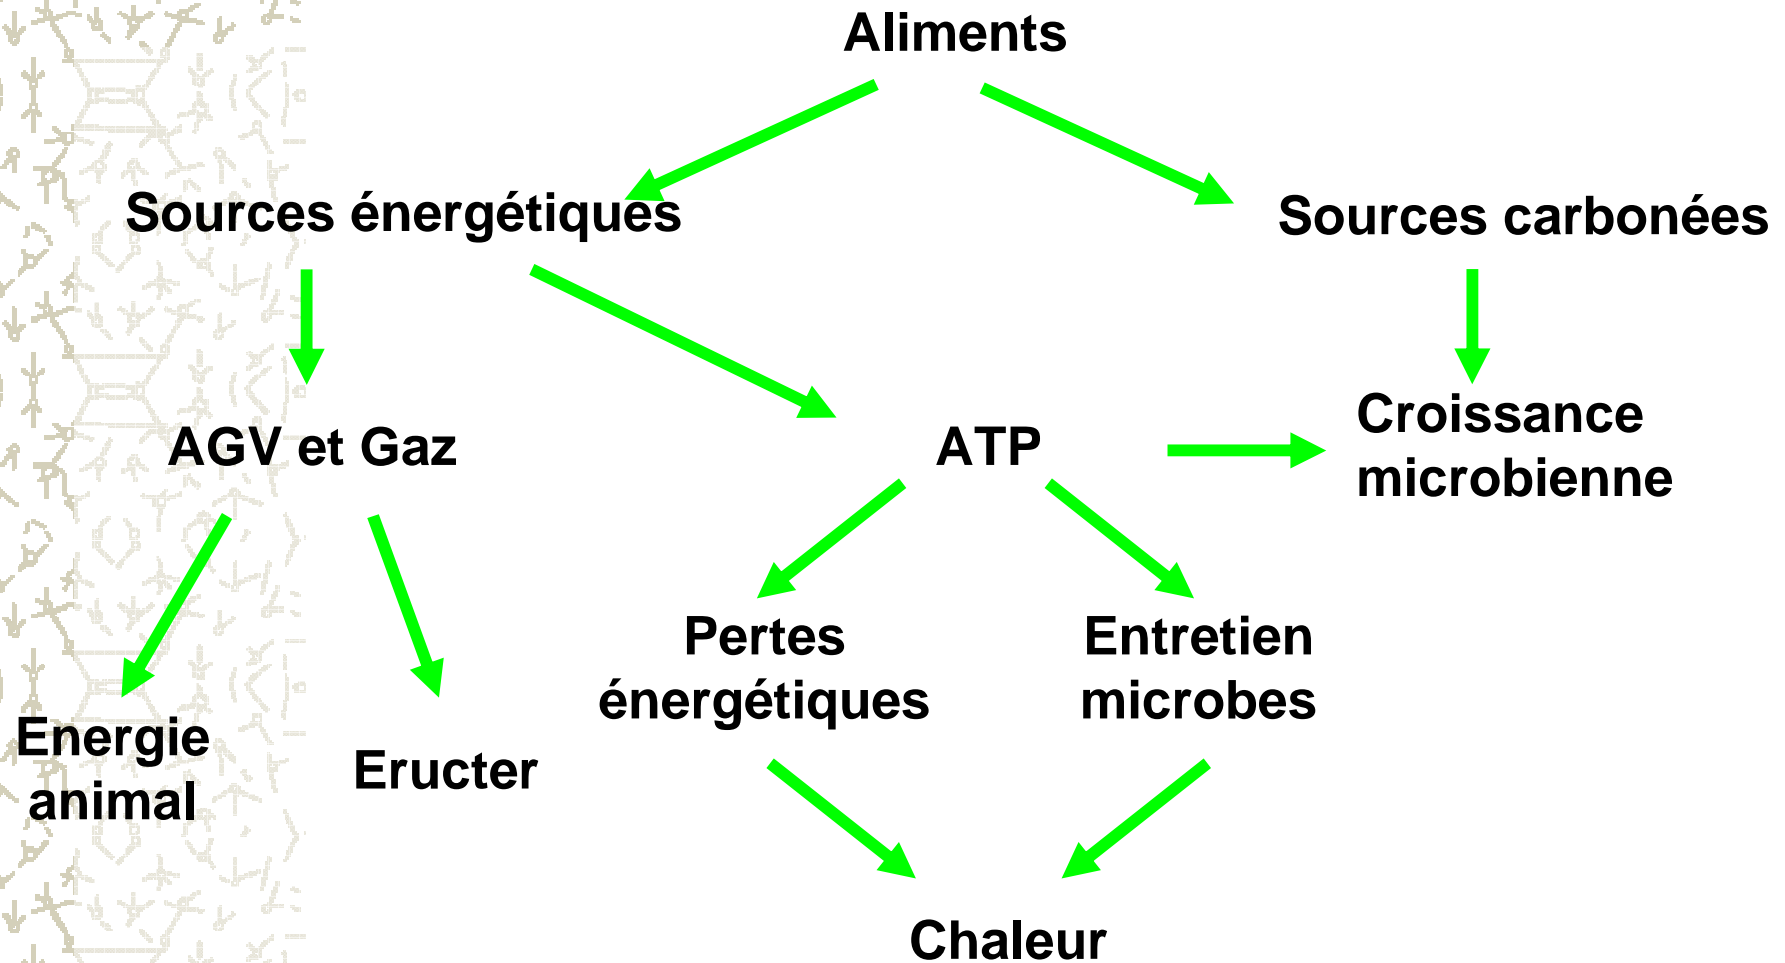 Aliments
Sources énergétiques
Sources carbonées
AGV et Gaz
ATP
Croissance
microbienne
Pertes
énergétiques
Entretien
microbes
Energie
animal
Eructer
Chaleur